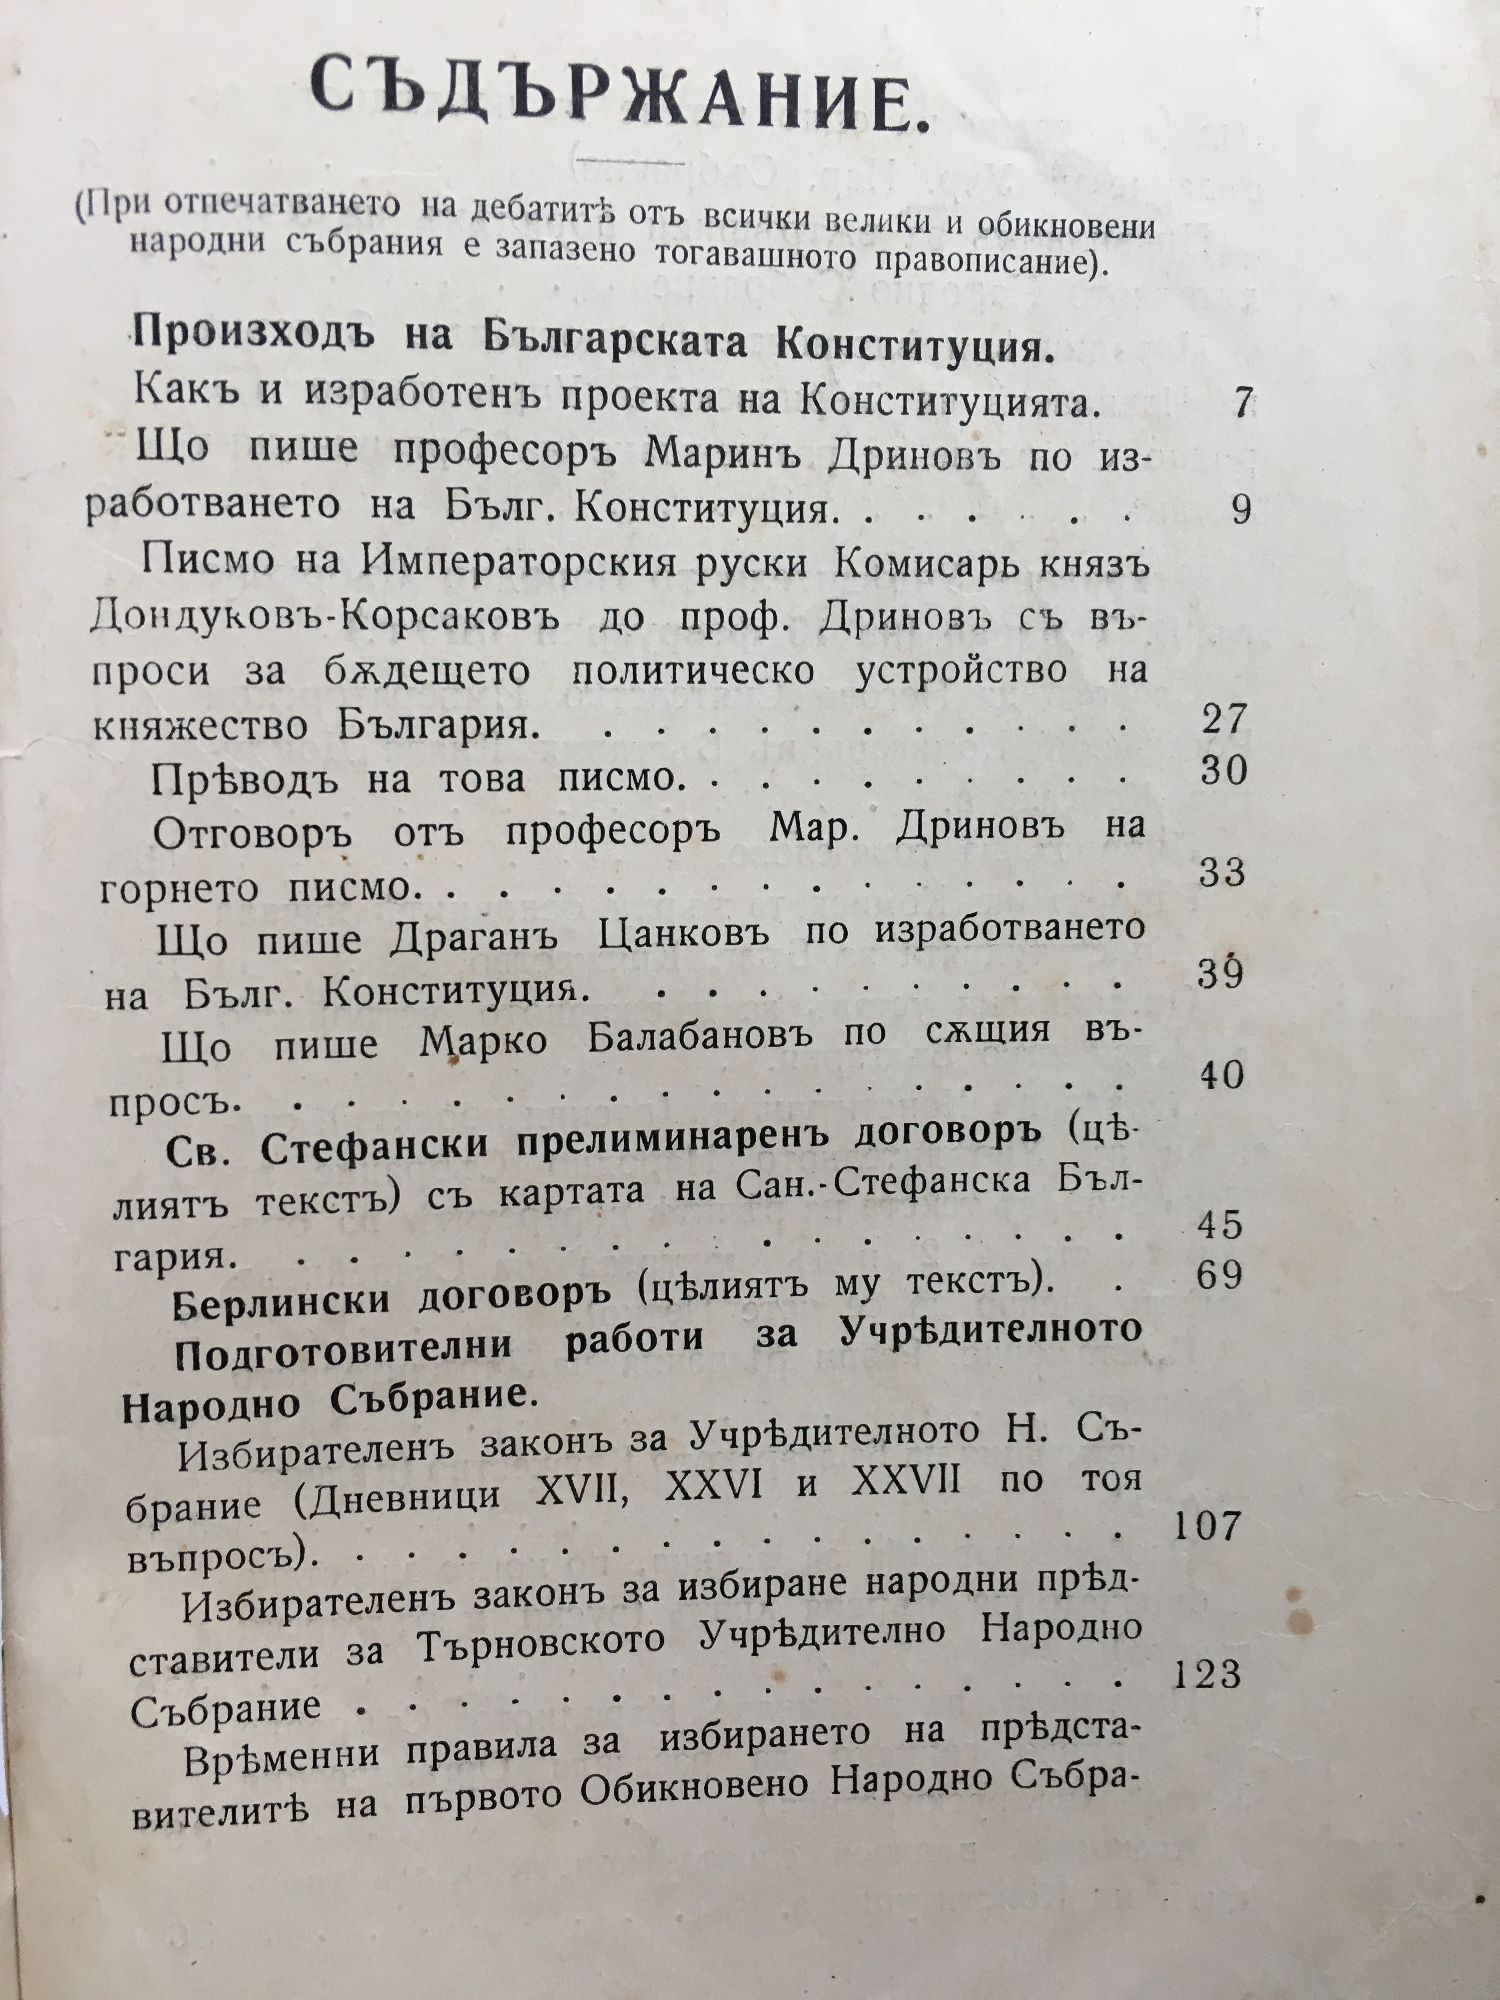 СЪДЪРЖАНИЕ.
(При отпечатването на дебатитѣ отъ всички велики и обикновени
народни събрания е запазено тогавашното правописание).
Произходъ на Българската Конституция.
Какъ и изработенъ проекта на Конституцията. 7
Що пише професоръ Маринъ Дриновъ по из-
работването на Бълг. Конституция. . . . . . . 9
Писмо на Императорския руски Комисарь князъ
Дондуковъ-Корсаковъ до проф. Дриновъ съ въ-
проси за бѫдещето политическо устройство на
княжество България. . . . . . . . . . . . 27
Прѣводъ на това писмо. . . . . . . . . . 30
Отговоръ отъ професоръ Мар. Дриновъ на
горнето писмо. . . . . . . . . . . . . . . 33
Що пише Драганъ Цанковъ по изработването
на Бълг. Конституция. . . . . . . . . . . 39
Що пише Марко Балабановъ по сѫщия въ-
просъ. . . . . . . . . . . . . . . . . . 40
Св. Стефански прелиминаренъ договоръ (цѣ-
лиятъ текстъ) съ картата на Сан.-Стефанска Бъл-
гария. . . . . . . . . . . . . . . . . . 45
Берлински договоръ (цѣлиятъ му текстъ). . 69
Подготовителни работи за Учрѣдителното
Народно Събрание.
Избирателенъ законъ за Учрѣдителното Н. Съ-
брание (Дневници XVII, XXVI и XXVII по тоя
въпросъ). . . . . . . . . . . . . . . . . 107
Избирателенъ законъ за избиране народни прѣд-
ставители за Търновското Учрѣдително Народно
Събрание . . . . . . . . . . . . . . . . 123
Врѣменни правила за избирането на прѣдста-
вителитѣ на първото Обикновено Народно Събра-